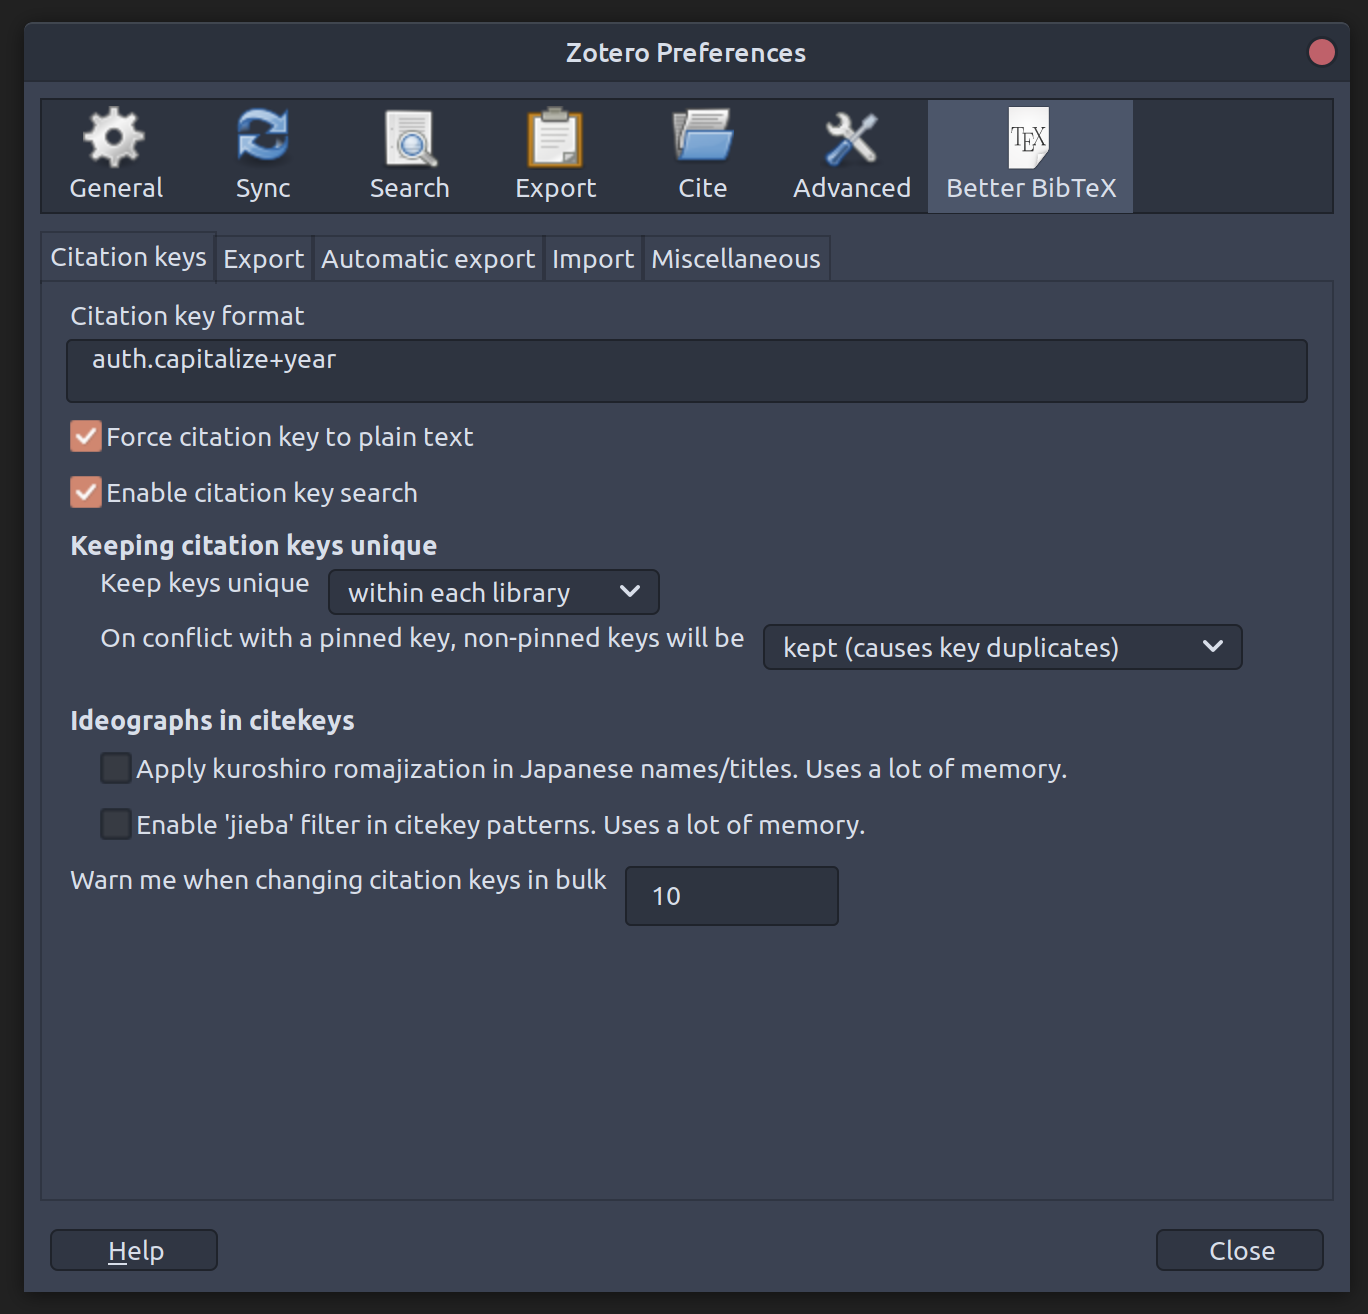 Zotero Preferences
General Sync Search Export Cite Advanced TEX Better BibTeX
Citation keys Export Automatic export Import Miscellaneous
Citation key format
auth.capitalize+year
Force citation key to plain text
Enable citation key search
Keeping citation keys unique
Keep keys unique within each library
On conflict with a pinned key, non-pinned keys will be kept (causes key duplicates)
Ideographs in citekeys
Apply kuroshiro romajization in Japanese names/titles. Uses a lot of memory.
Enable 'jieba' filter in citekey patterns. Uses a lot of memory.
Warn me when changing citation keys in bulk 10
Help Close